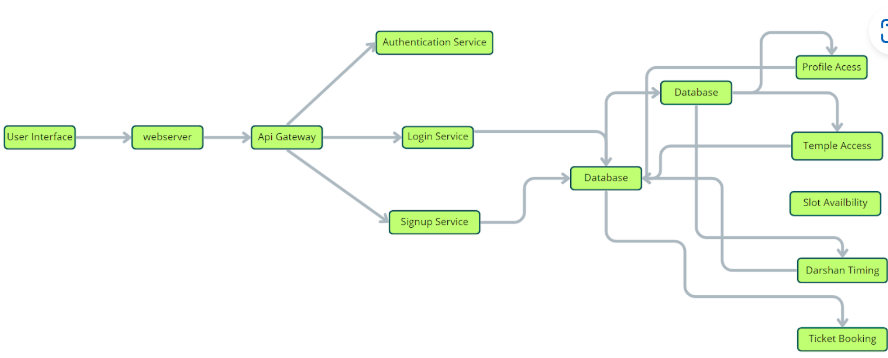 Authentication Service
Profile Acess
Database
User Interface
webserver
Api Gateway
Login Service
Temple Access
Database
Slot Availbility
Signup Service
Darshan Timing
Ticket Booking